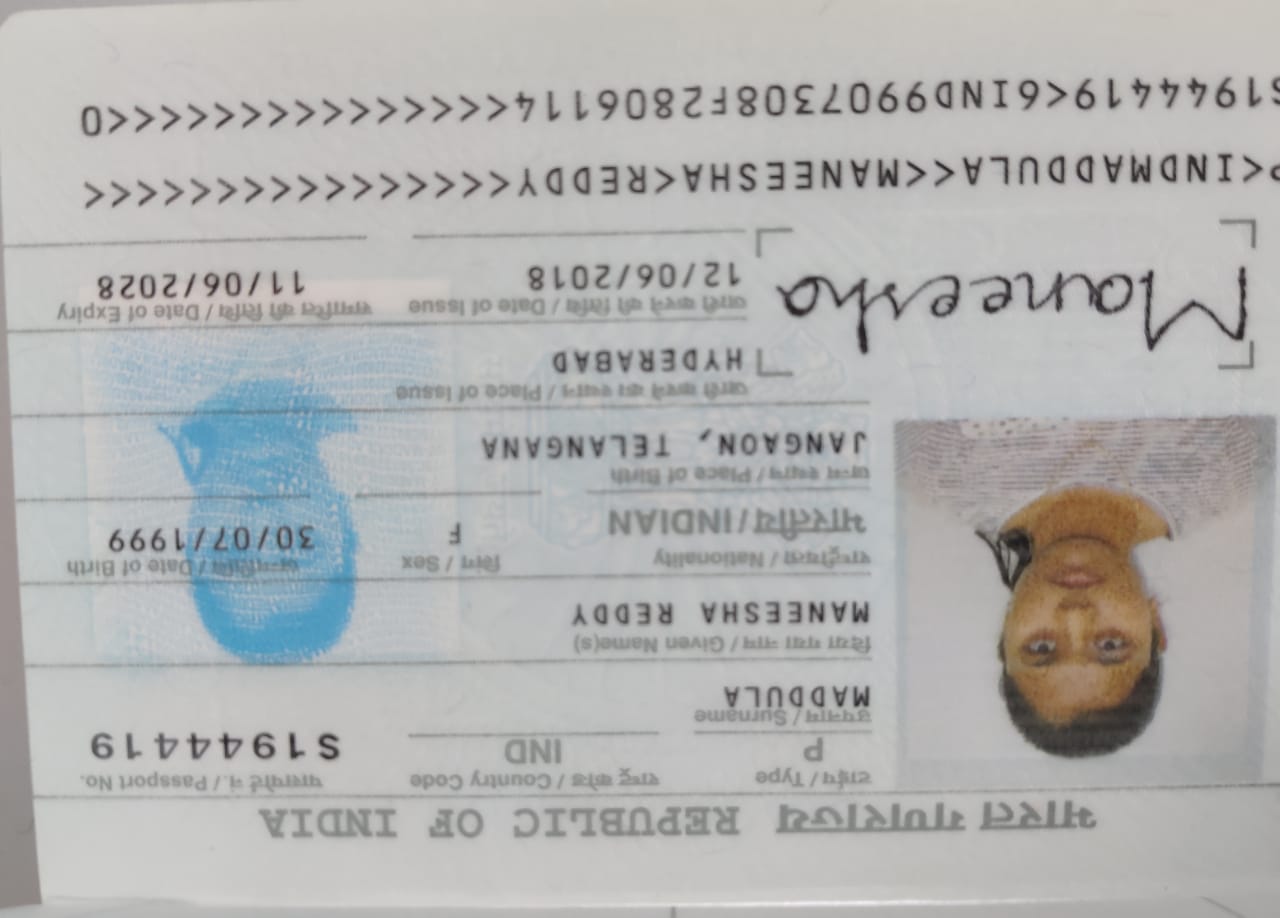 भारत गणराज्य REPUBLIC OF INDIA
टाईप / Type राष्ट्र कोड / Country Code पासपोर्ट नं. / Passport No.
P IND S1944419
उपनाम / Surname
MADDULA
दिया गया नाम / Given Name(s)
MANEESHA REDDY
राष्ट्रीयता / Nationality लिंग / Sex जन्मतिथि / Date of Birth
भारतीय / INDIAN F 30/07/1999
जन्म स्थान / Place of Birth
JANGAON, TELANGANA
जारी करने का स्थान / Place of Issue
HYDERABAD
Maneesha
जारी करने की तिथि / Date of Issue समाप्ति की तिथि / Date of Expiry
12/06/2018 11/06/2028
P<INDMADDULA<<MANEESHA<REDDY<<<<<<<<<<<<<<<<
S1944419<6IND9907308F2806114<<<<<<<<<<<<<<<0